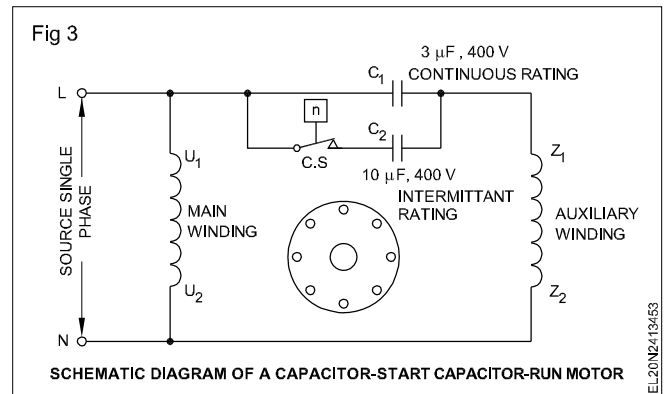 Fig 3
3 µF , 400 V
C1
CONTINUOUS RATING
L
n
C2
C.S
10 µF, 400 V
INTERMITTANT
RATING
U1
Z1
SOURCE SINGLE
PHASE
MAIN
WINDING
AUXILIARY
WINDING
U2
Z2
N
SCHEMATIC DIAGRAM OF A CAPACITOR-START CAPACITOR-RUN MOTOR
EL20N2413453